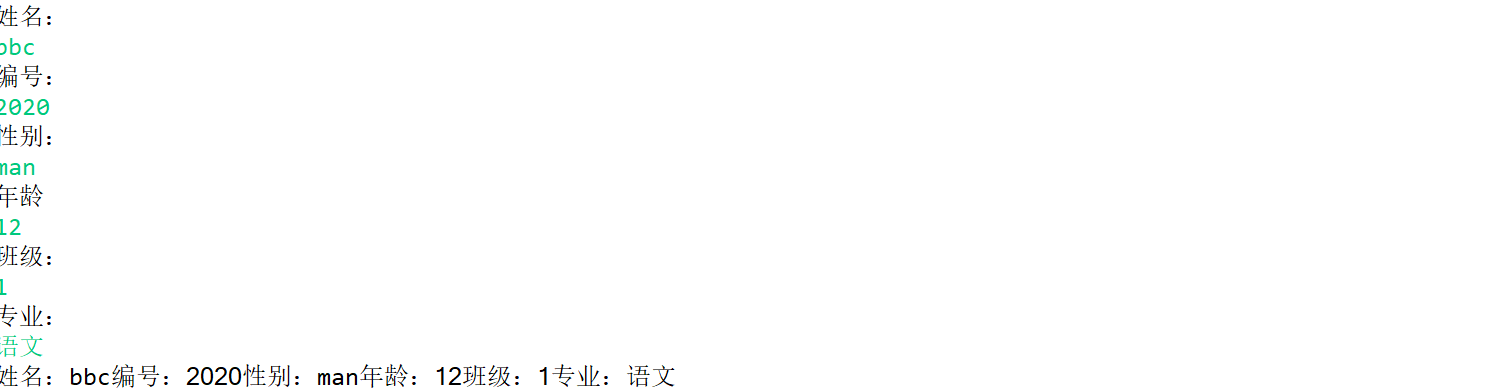 姓名：
bbc
编号：
2020
性别：
man
年龄
12
班级：
1
专业：
语文
姓名：bbc编号：2020性别：man年龄：12班级：1专业：语文